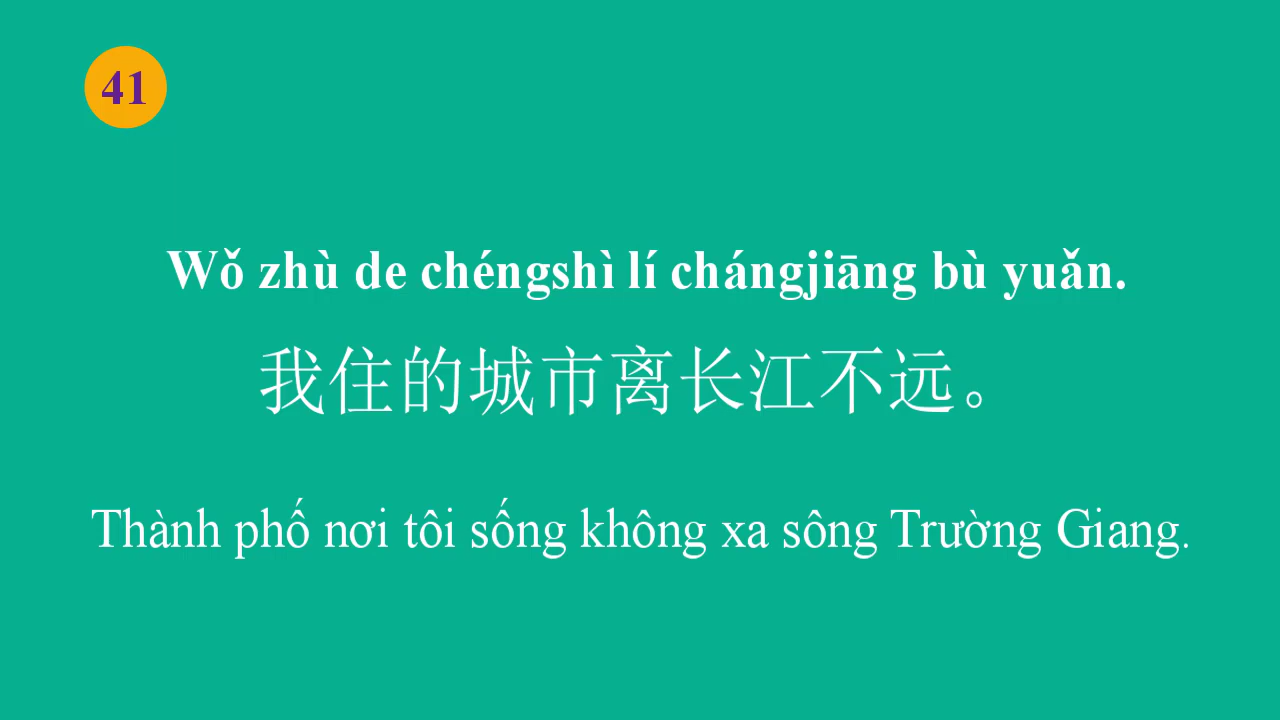 41
Wǒ zhù de chéngshì lí chángjiāng bù yuǎn.
我住的城市离长江不远。
Thành phố nơi tôi sống không xa sông Trường Giang.